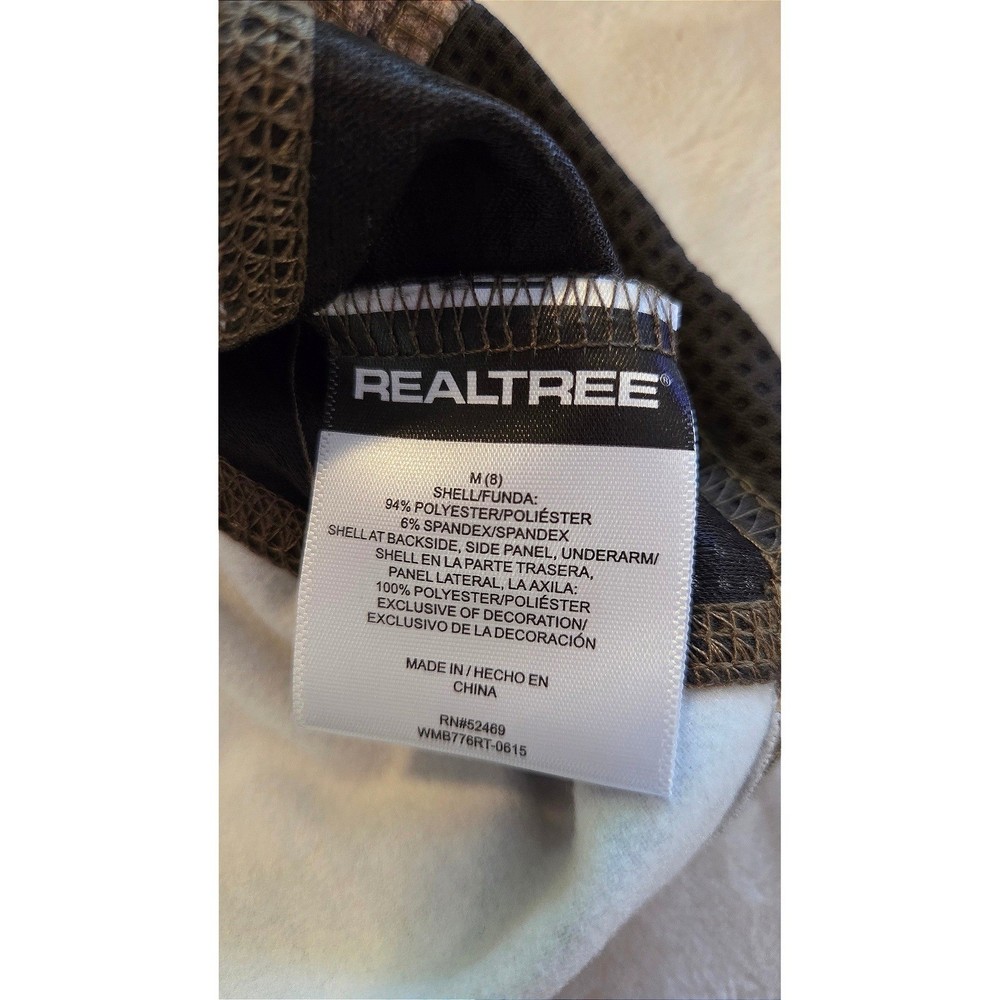 REALTREE®
M (8)
SHELL/FUNDA:
94% POLYESTER/POLIÉSTER
6% SPANDEX/SPANDEX
SHELL AT BACKSIDE, SIDE PANEL, UNDERARM/
SHELL EN LA PARTE TRASERA,
PANEL LATERAL, LA AXILA:
100% POLYESTER/POLIÉSTER
EXCLUSIVE OF DECORATION/
EXCLUSIVO DE LA DECORACIÓN
MADE IN / HECHO EN
CHINA
RN#52469
WMB776RT-0615